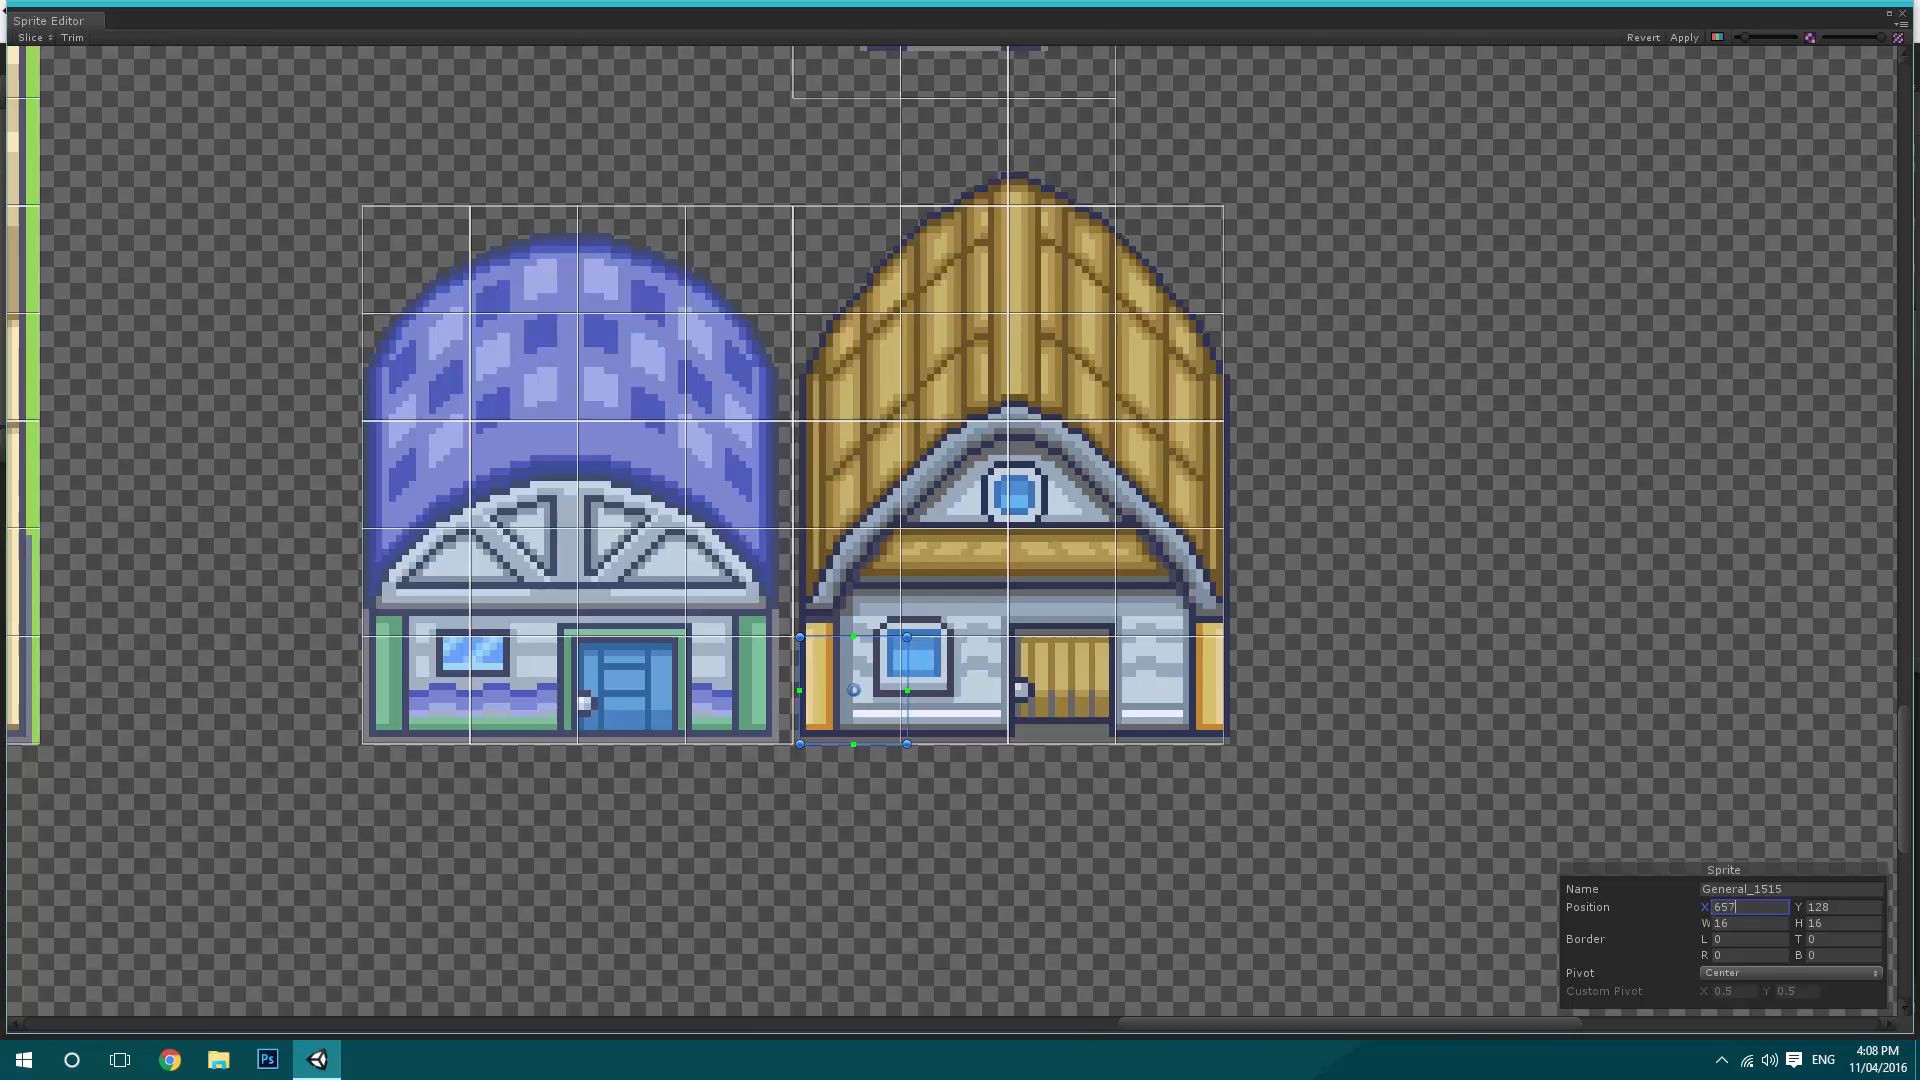 Sprite Editor
Slice Trim Revert Apply
Sprite
Name General_1515
Position X 657 Y 128
W 16 H 16
Border L 0 T 0
R 0 B 0
Pivot Center
Custom Pivot X 0.5 Y 0.5
Ps ENG 4:08 PM
11/04/2016